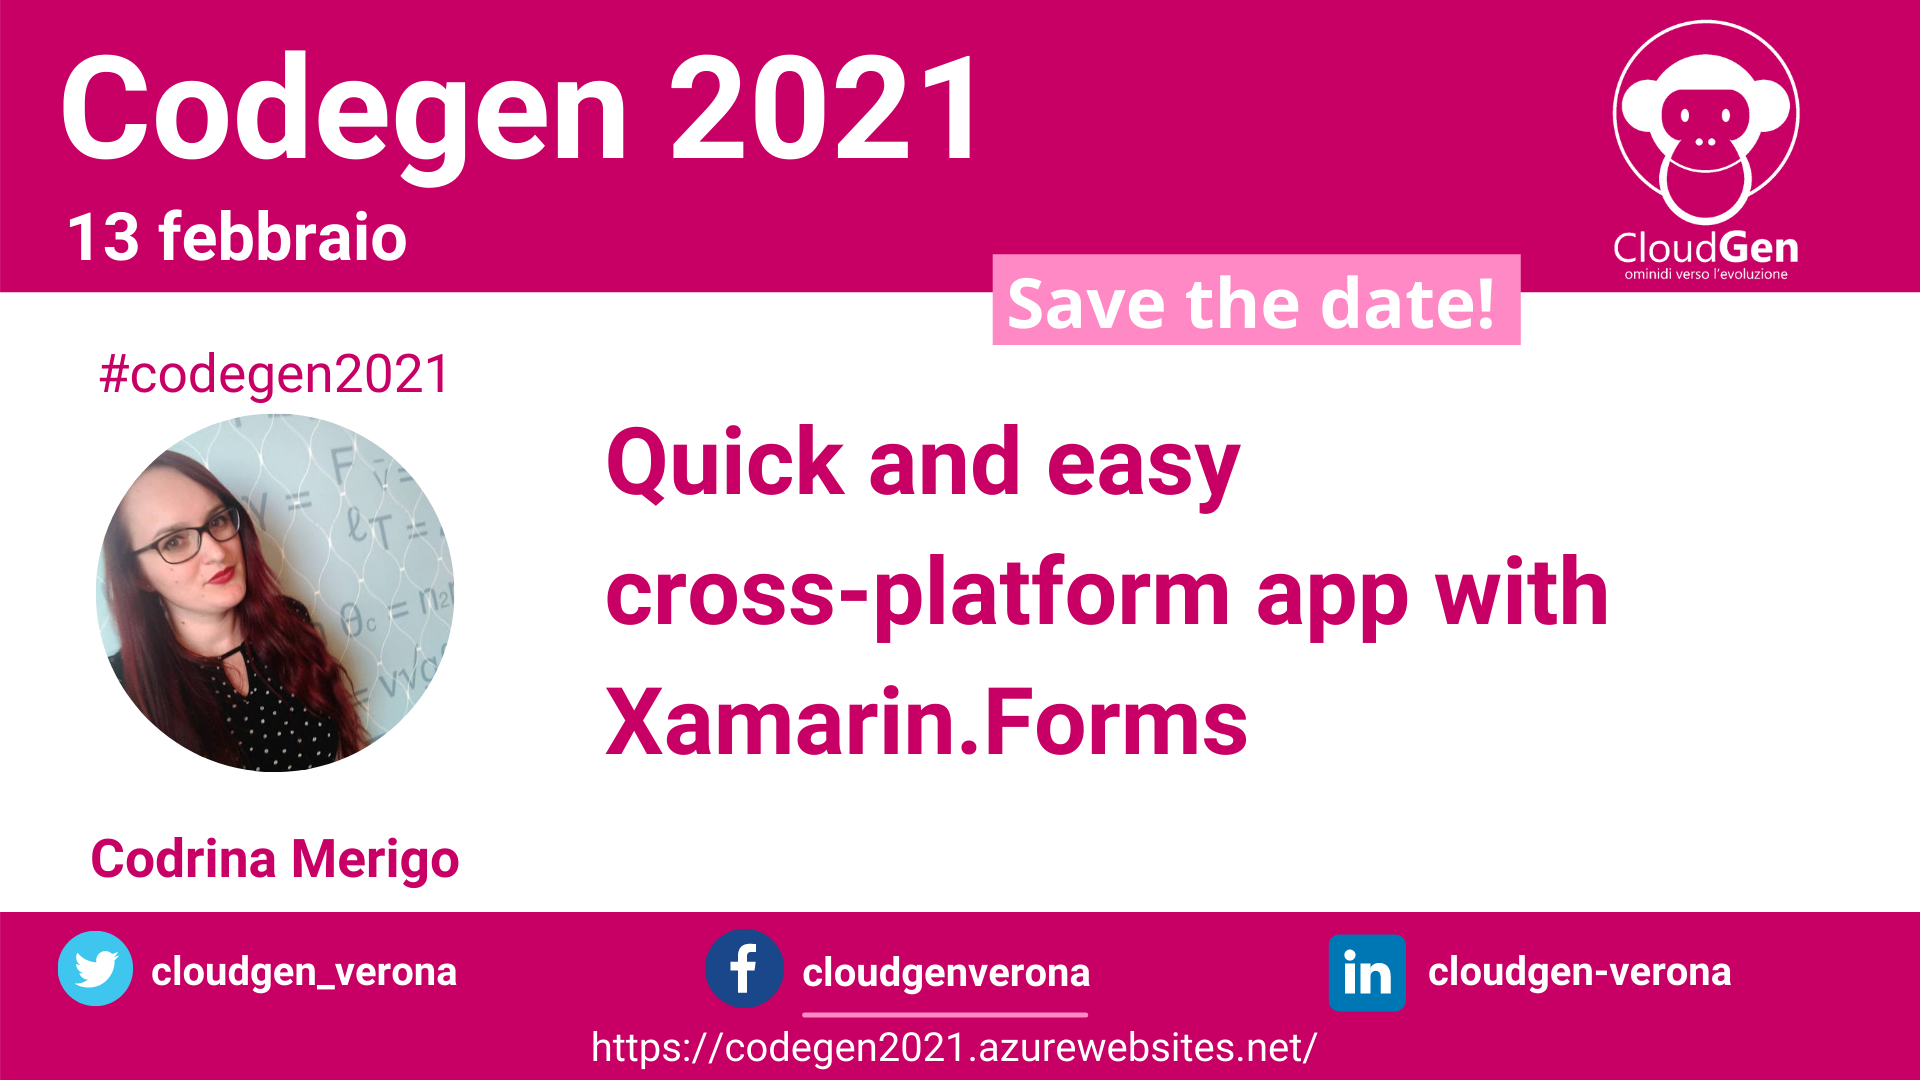 Codegen 2021
13 febbraio
CloudGen
ominidi verso l'evoluzione
Save the date!
#codegen2021
Quick and easy
cross-platform app with
Xamarin.Forms
Codrina Merigo
cloudgen_verona
cloudgenverona
in cloudgen-verona
https://codegen2021.azurewebsites.net/